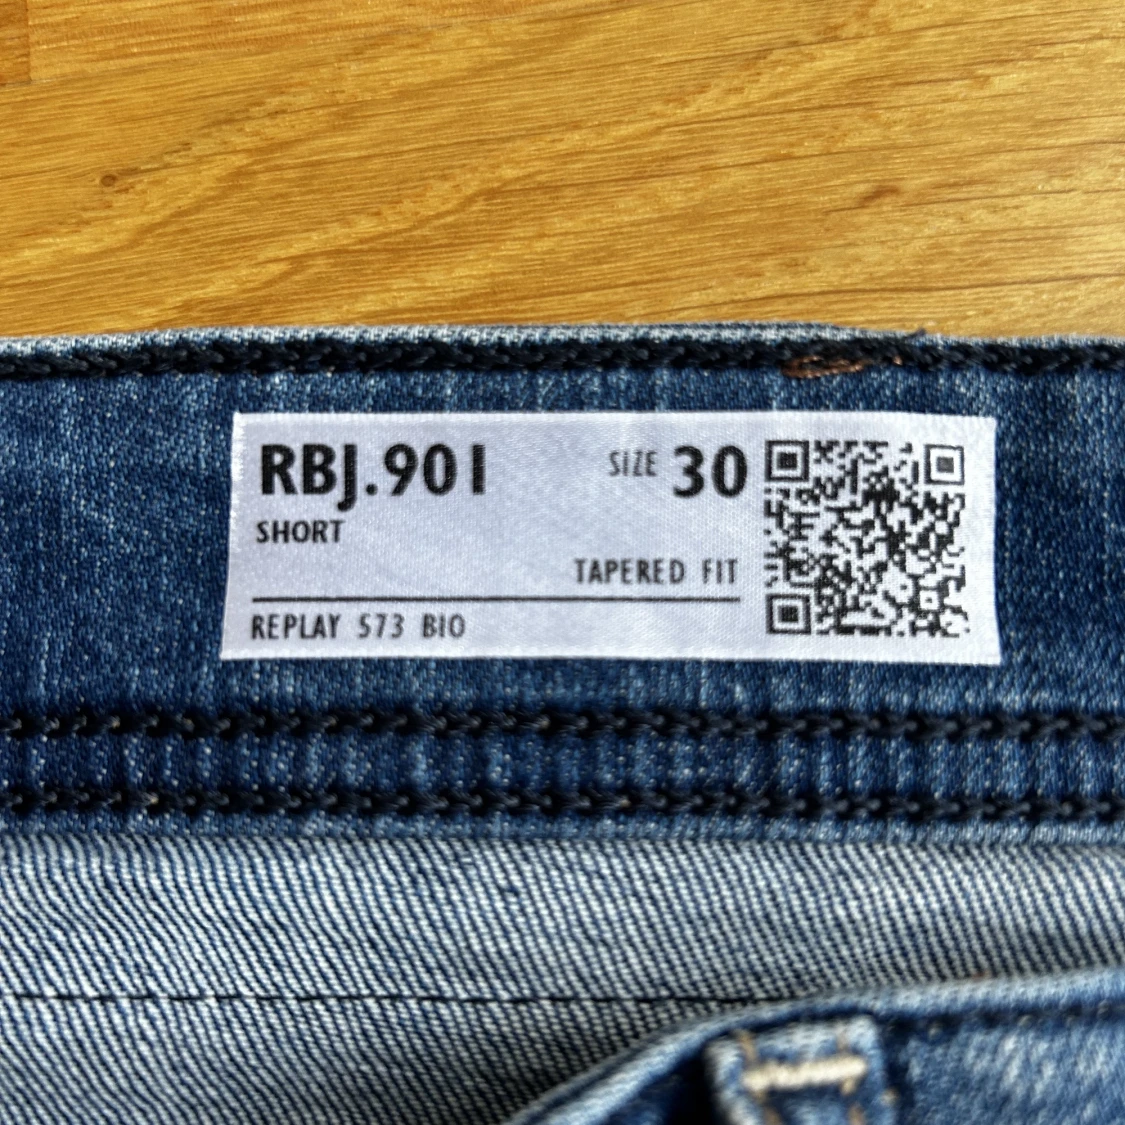 RBJ.901 SIZE 30
SHORT
TAPERED FIT
REPLAY 573 BIO